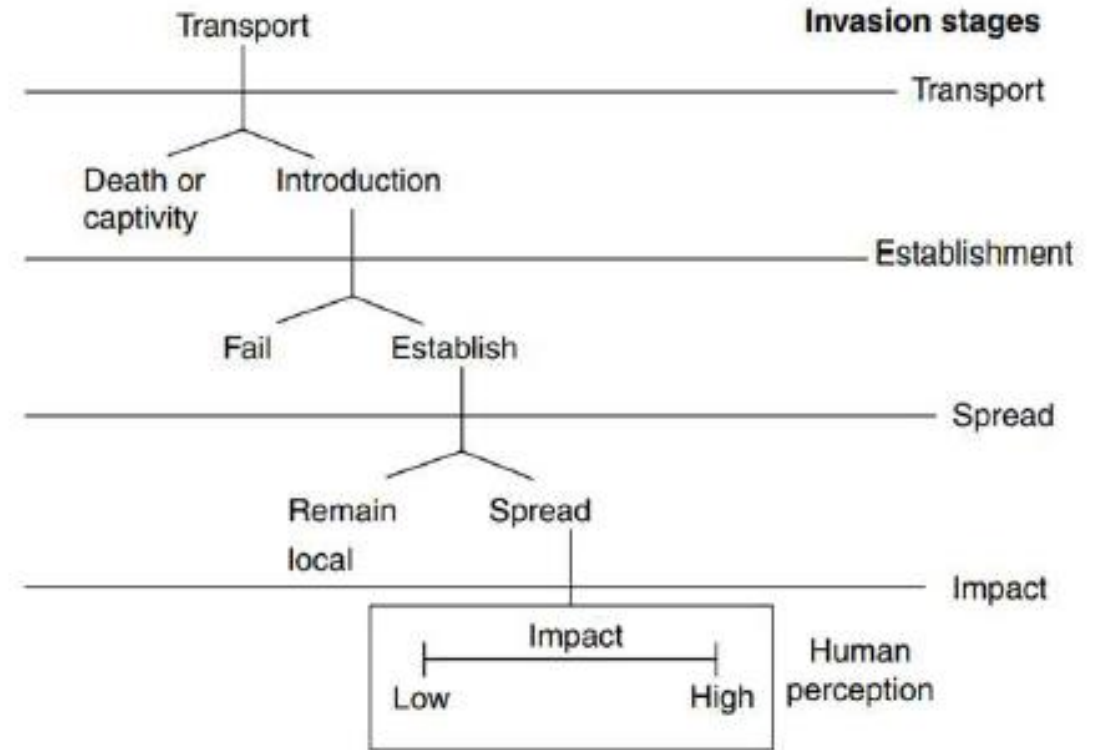 Transport
Invasion stages
Transport
Death or
captivity
Introduction
Establishment
Fail
Establish
Spread
Remain
local
Spread
Impact
Impact
Low
High
Human
perception